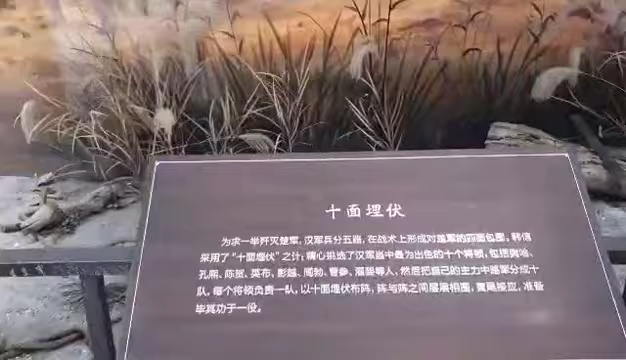 十面埋伏
为求一举歼灭楚军，汉军兵分五路，在战术上形成对楚军的四面包围，韩信
采用了“十面埋伏”之计：精心挑选了汉军当中最为出色的十个将领，包括
孔熙、陈贺、英布、彭越、周勃、曹参、灌婴等人，然后把自己的主力中路军分成十
队，每个将领负责一队，以十面埋伏布阵，阵与阵之间层层相围，首尾接应，准备
毕其功于一役。